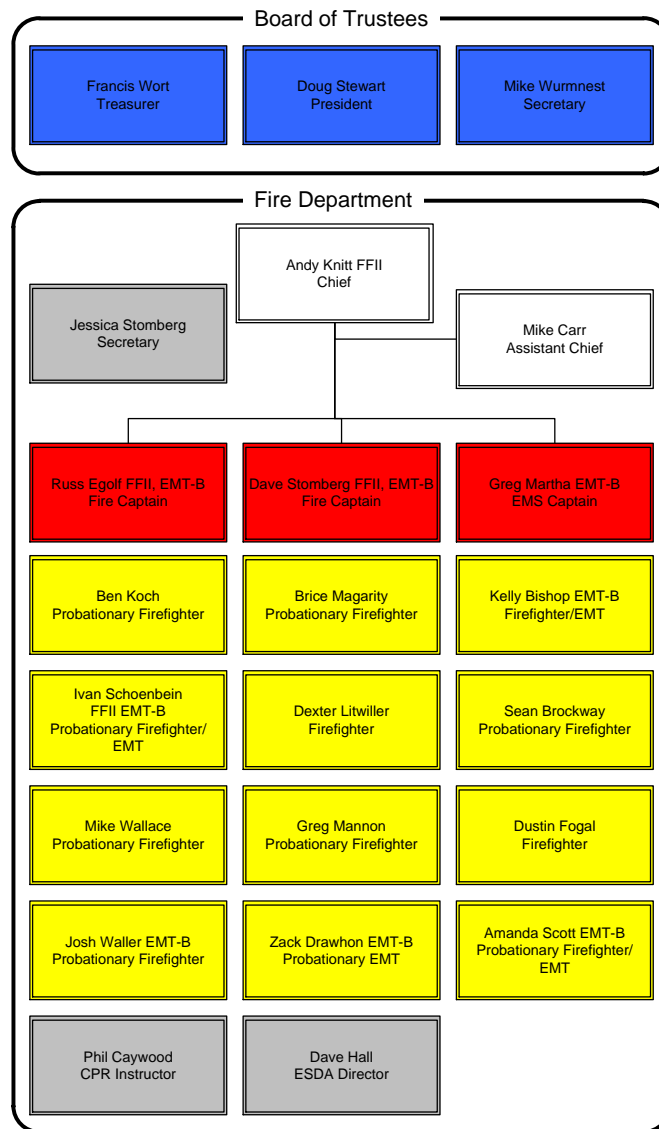 Board of Trustees
Francis Wort
Treasurer
Doug Stewart
President
Mike Wurmnest
Secretary
Fire Department
Andy Knitt FFII
Chief
Jessica Stomberg
Secretary
Mike Carr
Assistant Chief
Russ Egolf FFII, EMT-B
Fire Captain
Dave Stomberg FFII, EMT-B
Fire Captain
Greg Martha EMT-B
EMS Captain
Ben Koch
Probationary Firefighter
Brice Magarity
Probationary Firefighter
Kelly Bishop EMT-B
Firefighter/EMT
Ivan Schoenbein
FFII EMT-B
Probationary Firefighter/
EMT
Dexter Litwiller
Firefighter
Sean Brockway
Probationary Firefighter
Mike Wallace
Probationary Firefighter
Greg Mannon
Probationary Firefighter
Dustin Fogal
Firefighter
Josh Waller EMT-B
Probationary Firefighter
Zack Drawhon EMT-B
Probationary EMT
Amanda Scott EMT-B
Probationary Firefighter/
EMT
Phil Caywood
CPR Instructor
Dave Hall
ESDA Director